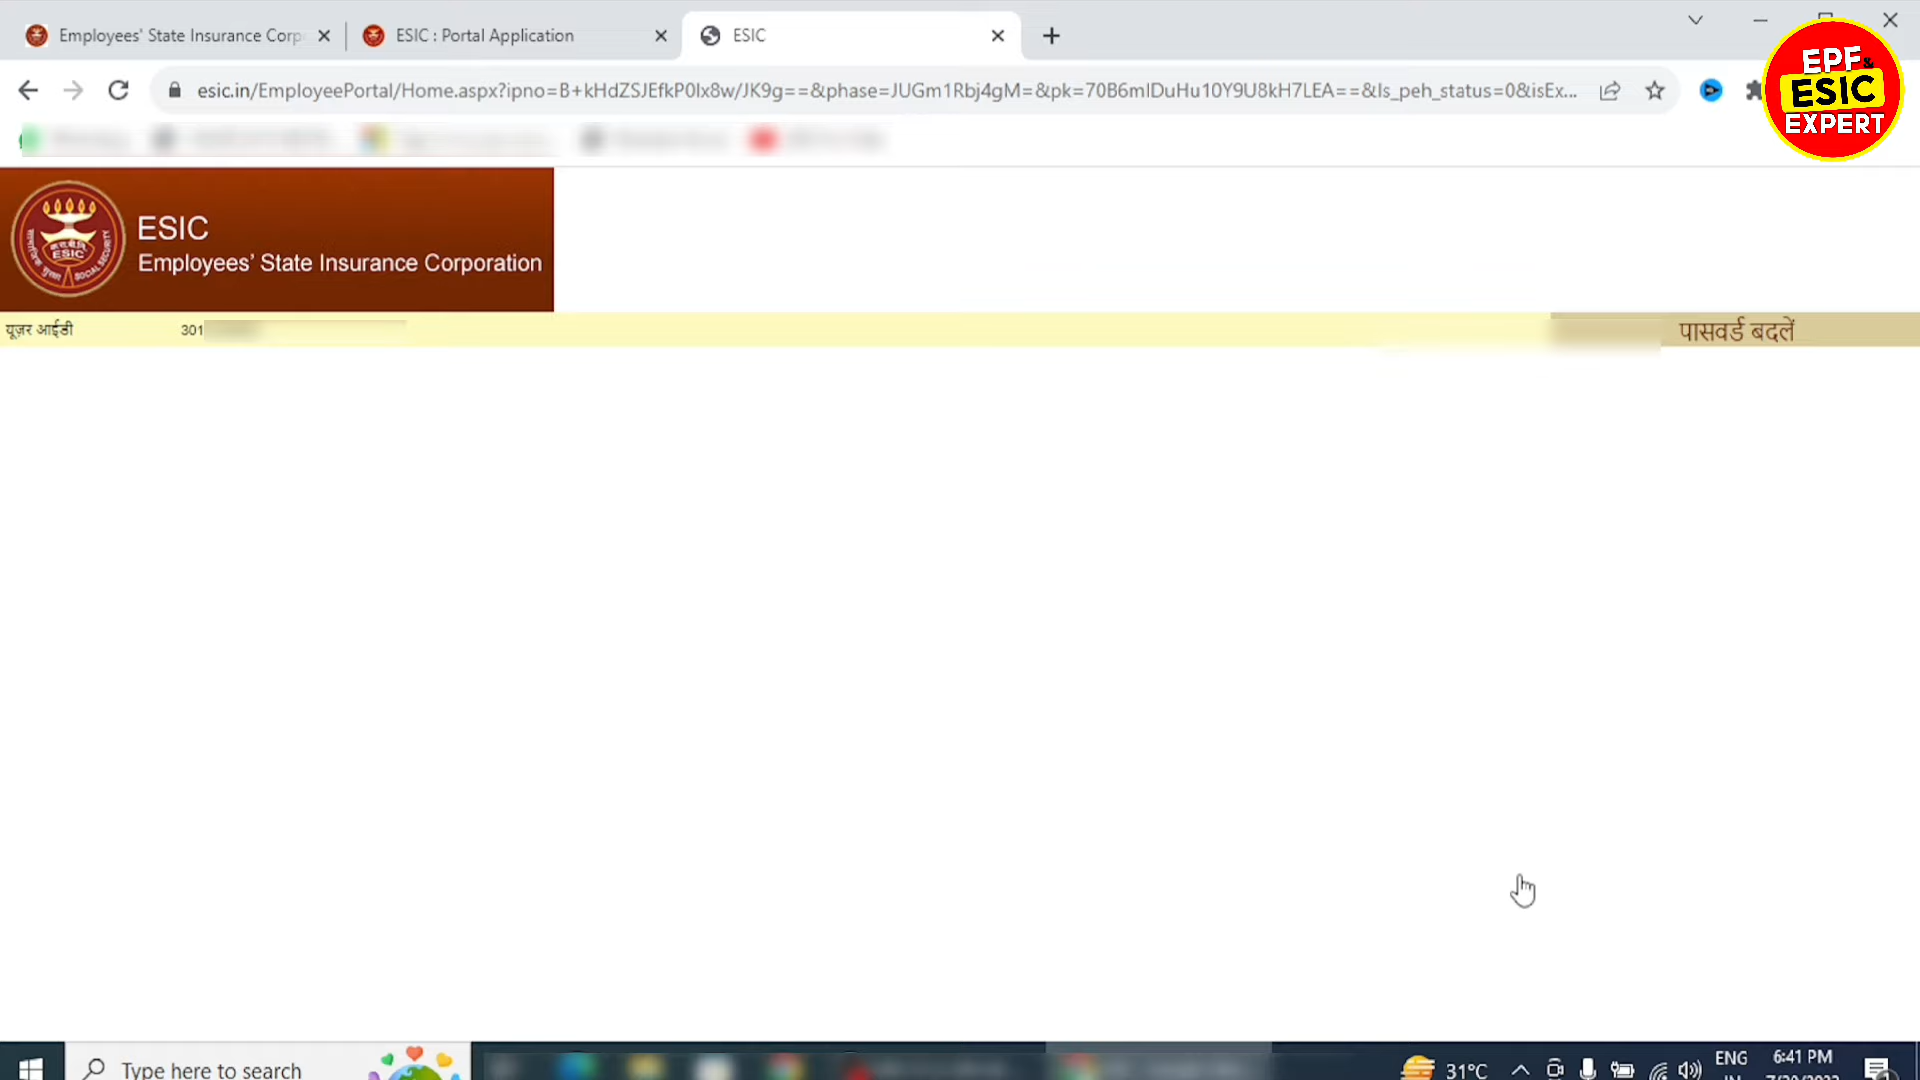 Employees' State Insurance Corp
ESIC : Portal Application
ESIC
esic.in/EmployeePortal/Home.aspx?ipno=B+kHdZSJEfkP0Ix8w/JK9g==&phase=JUGm1Rbj4gM=&pk=70B6mIDuHu10Y9U8kH7LEA==&Is_peh_status=0&isEx...
EPF &
ESIC
EXPERT
ESIC
Employees' State Insurance Corporation
यूज़र आईडी
301
पासवर्ड बदलें
Type here to search
31°C
ENG
6:41 PM